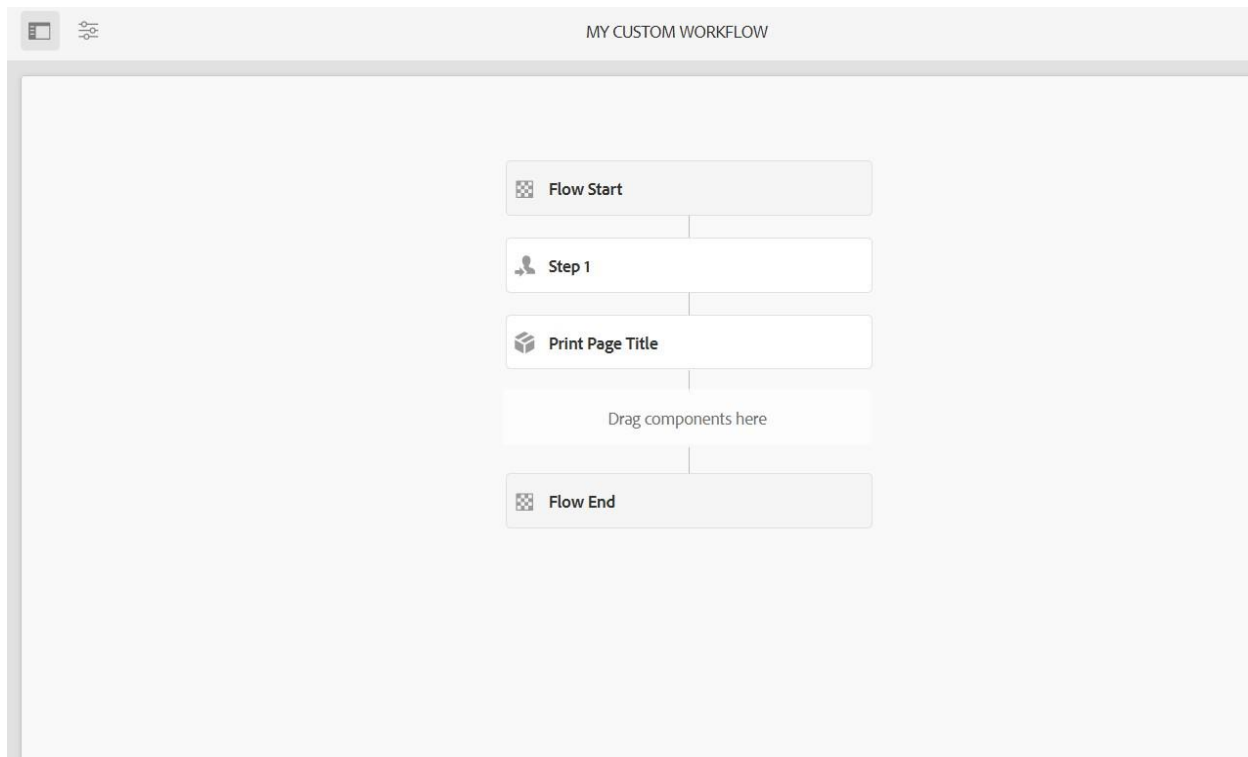 MY CUSTOM WORKFLOW
Flow Start
Step 1
Print Page Title
Drag components here
Flow End